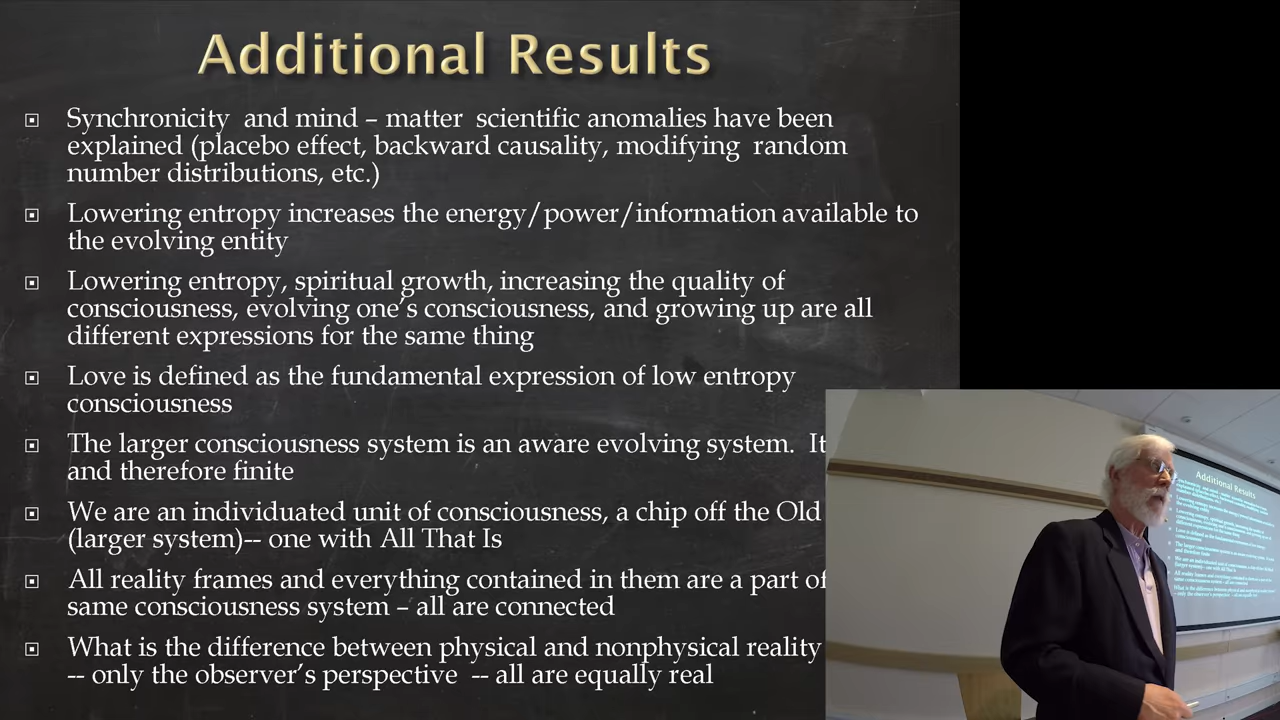 Additional Results
Synchronicity and mind – matter scientific anomalies have been
explained (placebo effect, backward causality, modifying random
number distributions, etc.)
Lowering entropy increases the energy/power/information available to
the evolving entity
Lowering entropy, spiritual growth, increasing the quality of
consciousness, evolving one's consciousness, and growing up are all
different expressions for the same thing
Love is defined as the fundamental expression of low entropy
consciousness
The larger consciousness system is an aware evolving system. It
and therefore finite
We are an individuated unit of consciousness, a chip off the Old
(larger system)-- one with All That Is
All reality frames and everything contained in them are a part of
same consciousness system – all are connected
What is the difference between physical and nonphysical reality
-- only the observer's perspective -- all are equally real
Additional Results